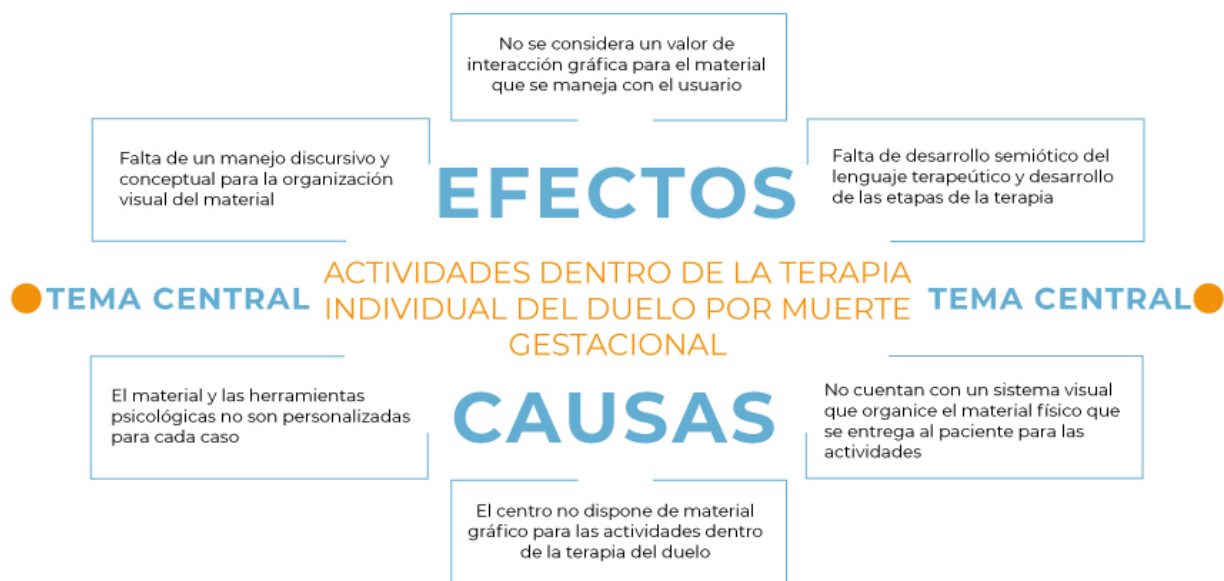 No se considera un valor de
interacción gráfica para el material
que se maneja con el usuario
Falta de un manejo discursivo y
conceptual para la organización
visual del material
EFECTOS
Falta de desarrollo semiótico del
lenguaje terapeútico y desarrollo
de las etapas de la terapia
TEMA CENTRAL
ACTIVIDADES DENTRO DE LA TERAPIA
INDIVIDUAL DEL DUELO POR MUERTE
GESTACIONAL
TEMA CENTRAL
El material y las herramientas
psicológicas no son personalizadas
para cada caso
CAUSAS
No cuentan con un sistema visual
que organice el material físico que
se entrega al paciente para las
actividades
El centro no dispone de material
gráfico para las actividades dentro
de la terapia del duelo